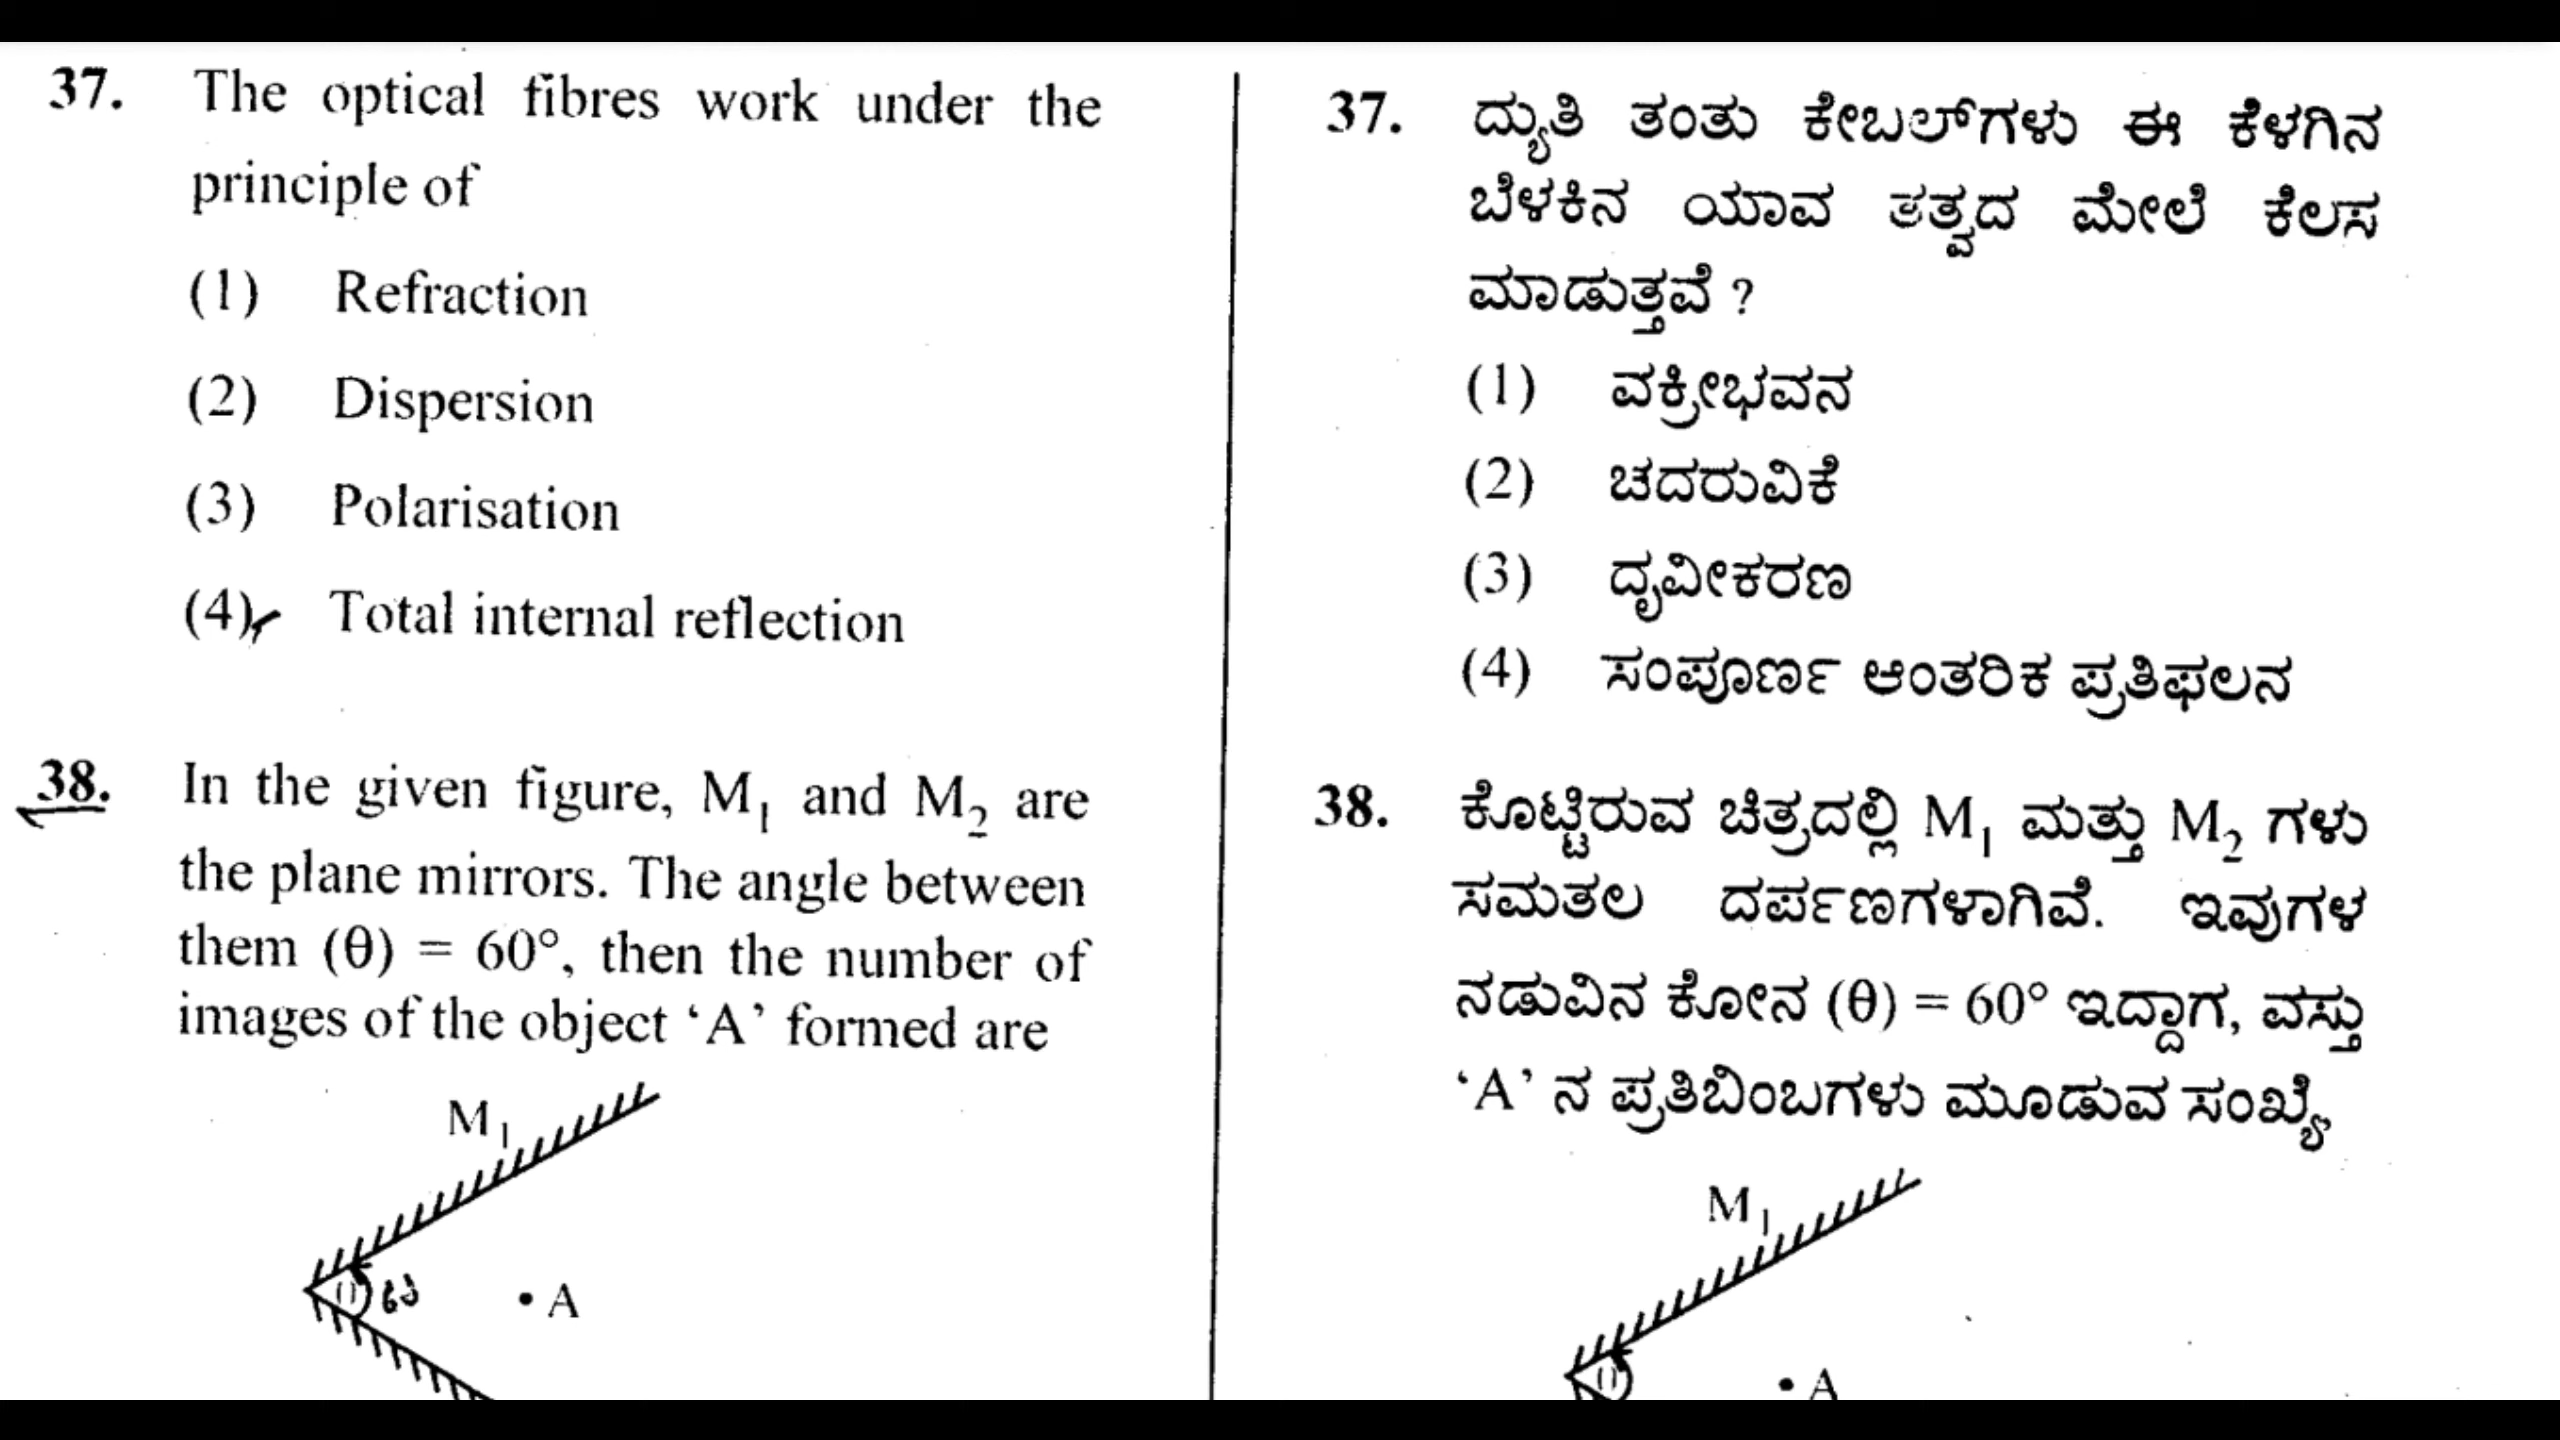 37. The optical fibres work under the
principle of
(1) Refraction
(2) Dispersion
(3) Polarisation
(4) Total internal reflection
38. In the given figure, M₁ and M₂ are
the plane mirrors. The angle between
them (θ) = 60°, then the number of
images of the object ‘A’ formed are
M₁
θ 60
• A
37. ದ್ಯುತಿ ತಂತು ಕೇಬಲ್‌ಗಳು ಈ ಕೆಳಗಿನ
ಬೆಳಕಿನ ಯಾವ ತತ್ವದ ಮೇಲೆ ಕೆಲಸ
ಮಾಡುತ್ತವೆ ?
(1) ವಕ್ರೀಭವನ
(2) ಚದರುವಿಕೆ
(3) ದೃವೀಕರಣ
(4) ಸಂಪೂರ್ಣ ಆಂತರಿಕ ಪ್ರತಿಫಲನ
38. ಕೊಟ್ಟಿರುವ ಚಿತ್ರದಲ್ಲಿ M₁ ಮತ್ತು M₂ ಗಳು
ಸಮತಲ ದರ್ಪಣಗಳಾಗಿವೆ. ಇವುಗಳ
ನಡುವಿನ ಕೋನ (θ) = 60° ಇದ್ದಾಗ, ವಸ್ತು
‘A’ ನ ಪ್ರತಿಬಿಂಬಗಳು ಮೂಡುವ ಸಂಖ್ಯೆ
M₁
θ
• A